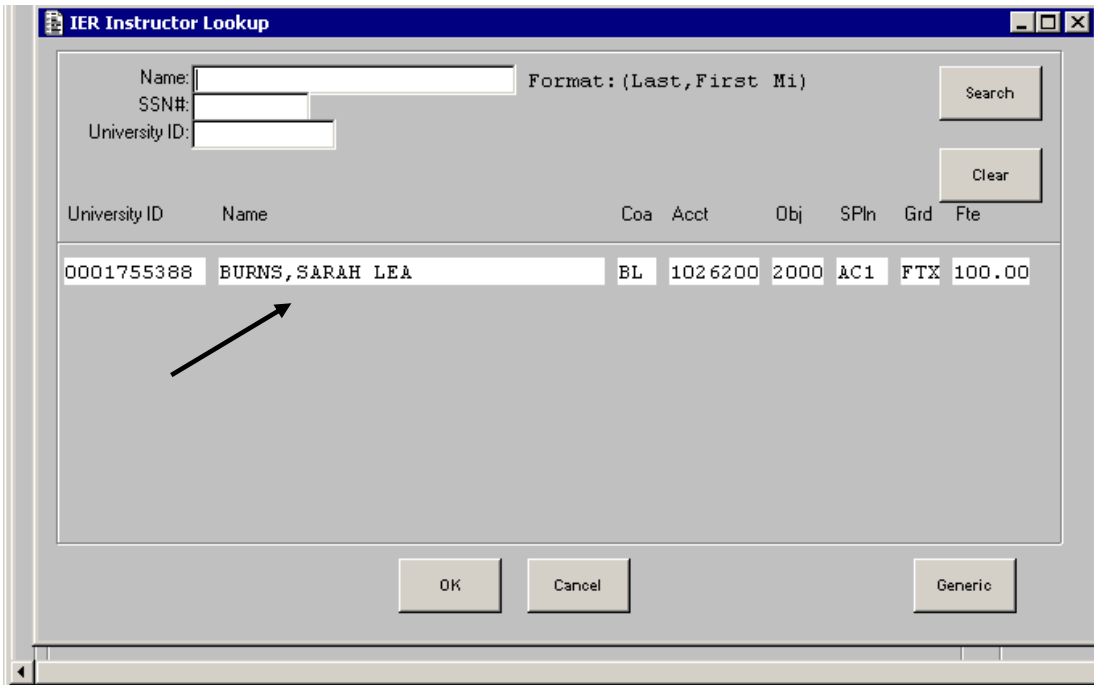 IER Instructor Lookup
Name: Format:(Last,First Mi) Search
SSN#:
University ID:
Clear
University ID Name Coa Acct Obj SPln Grd Fte
0001755388 BURNS,SARAH LEA BL 1026200 2000 AC1 FTX 100.00
OK Cancel Generic